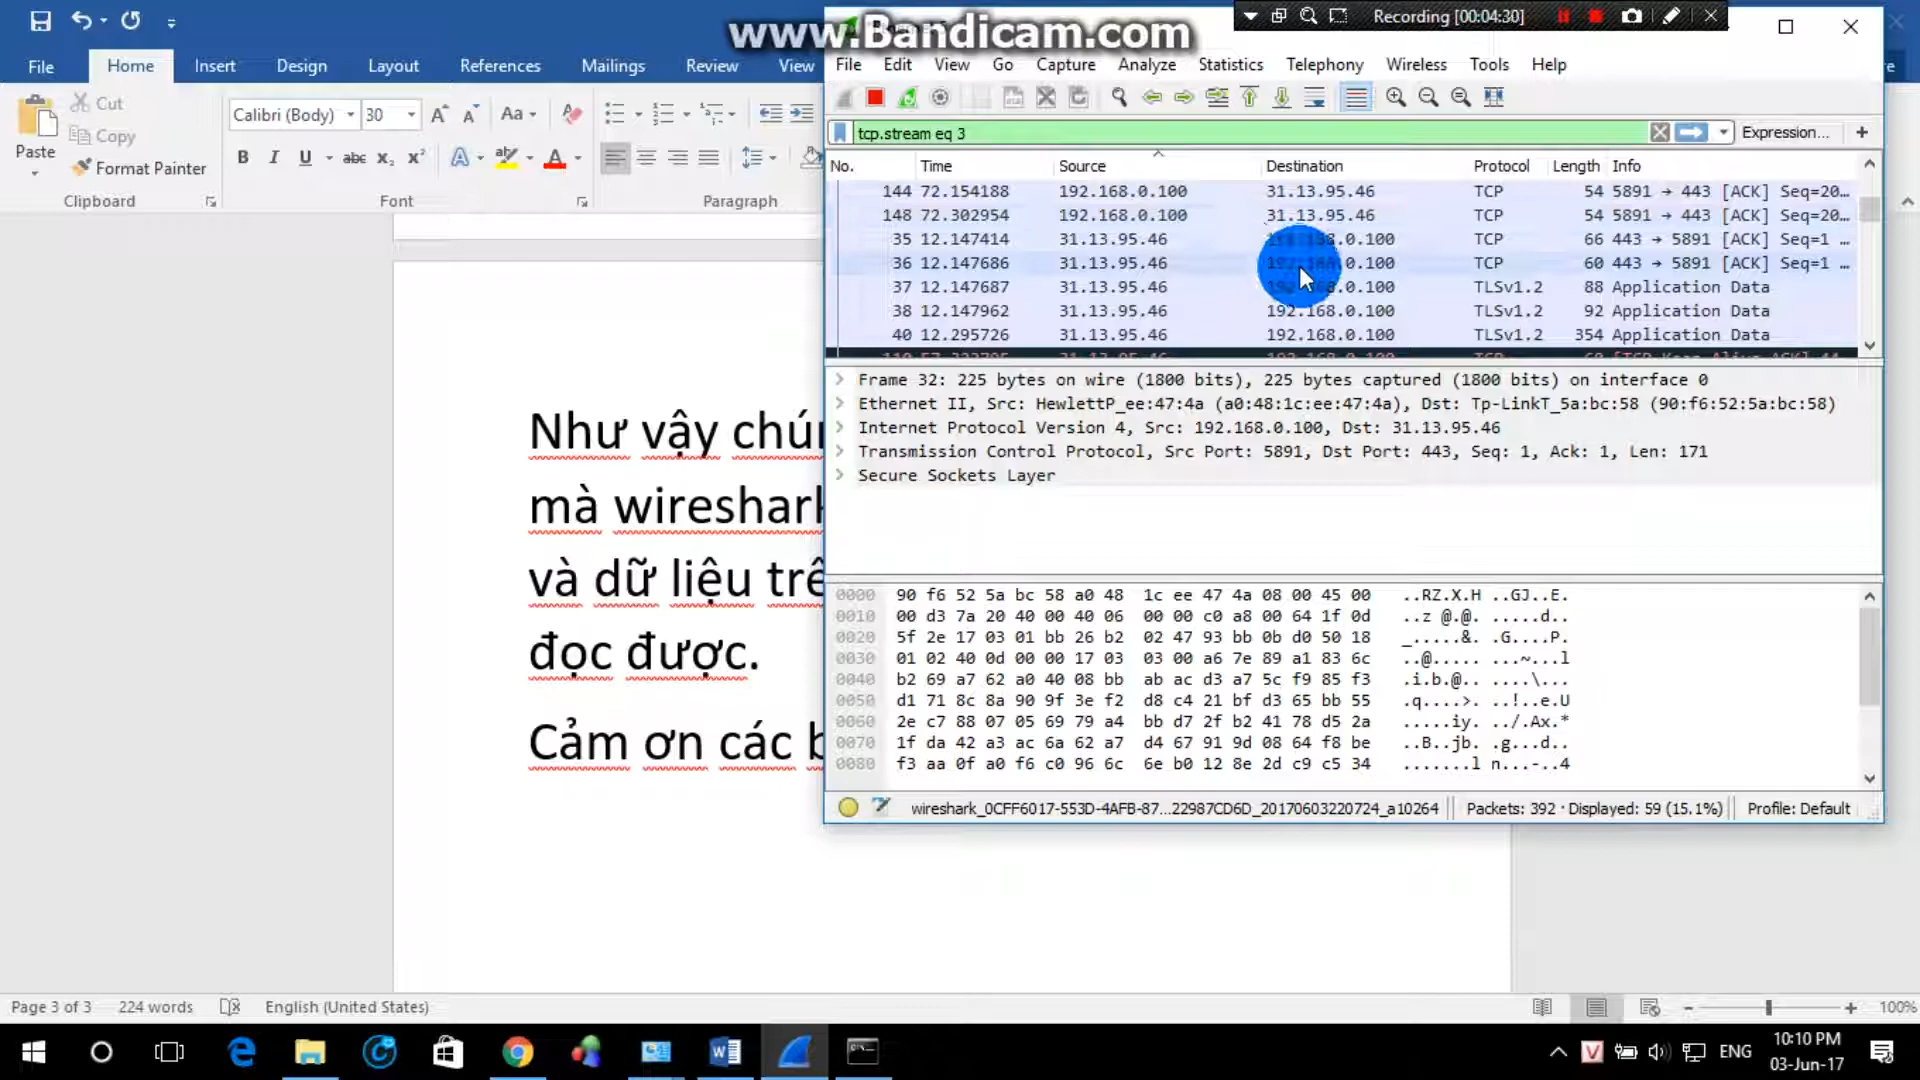 www.Bandicam.com
Recording [00:04:30]
File Home Insert Design Layout References Mailings Review View
Cut
Copy
Format Painter
Paste
Calibri (Body) 30
Clipboard Font Paragraph
Như vậy
mà wireshark
và dữ liệu
đọc được.
Cảm ơn các
File Edit View Go Capture Analyze Statistics Telephony Wireless Tools Help
tcp.stream eq 3 Expression... +
No. Time Source Destination Protocol Length Info
144 72.154188 192.168.0.100 31.13.95.46 TCP 54 5891 → 443 [ACK] Seq=20…
148 72.302954 192.168.0.100 31.13.95.46 TCP 54 5891 → 443 [ACK] Seq=20…
35 12.147414 31.13.95.46 .0.100 TCP 66 443 → 5891 [ACK] Seq=1 …
36 12.147686 31.13.95.46 192.168.0.100 TCP 60 443 → 5891 [ACK] Seq=1 …
37 12.147687 31.13.95.46 192.168.0.100 TLSv1.2 88 Application Data
38 12.147962 31.13.95.46 192.168.0.100 TLSv1.2 92 Application Data
40 12.295726 31.13.95.46 192.168.0.100 TLSv1.2 354 Application Data
Frame 32: 225 bytes on wire (1800 bits), 225 bytes captured (1800 bits) on interface 0
Ethernet II, Src: HewlettP_ee:47:4a (a0:48:1c:ee:47:4a), Dst: Tp-LinkT_5a:bc:58 (90:f6:52:5a:bc:58)
Internet Protocol Version 4, Src: 192.168.0.100, Dst: 31.13.95.46
Transmission Control Protocol, Src Port: 5891, Dst Port: 443, Seq: 1, Ack: 1, Len: 171
Secure Sockets Layer
0000 90 f6 52 5a bc 58 a0 48 1c ee 47 4a 08 00 45 00 ..RZ.X.H ..GJ..E.
0010 00 d3 7a 20 40 00 40 06 00 00 c0 a8 00 64 1f 0d ..z @.@. .....d..
0020 5f 2e 17 03 01 bb 26 b2 02 47 93 bb 0b d0 50 18 _.....&. .G....P.
0030 01 02 40 0d 00 00 17 03 03 00 a6 7e 89 a1 83 6c ..@..... ...~...l
0040 b2 69 a7 62 a0 40 08 bb ab ac d3 a7 5c f9 85 f3 .i.b.@.. ....\...
0050 d1 71 8c 8a 90 9f 3e f2 d8 c4 21 bf d3 65 bb 55 .q....>. ..!..e.U
0060 2e c7 88 07 05 69 79 a4 bb d7 2f b2 41 78 d5 2a .....iy. ../.Ax.*
0070 1f da 42 a3 ac 6a 62 a7 d4 67 91 9d 08 64 f8 be ..B..jb. .g...d..
0080 f3 aa 0f a0 f6 c0 96 6c 6e b0 12 8e 2d c9 c5 34 .......l n...-..4
wireshark_0CFF6017-553D-4AFB-87…22987CD6D_20170603220724_a10264 Packets: 392 · Displayed: 59 (15.1%) Profile: Default
Page 3 of 3 224 words English (United States) 100%
ENG 10:10 PM
03-Jun-17